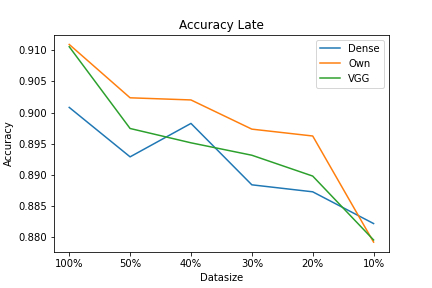 Accuracy Late
Dense
Own
VGG
0.910
0.905
0.900
0.895
0.890
0.885
0.880
Accuracy
100% 50% 40% 30% 20% 10%
Datasize